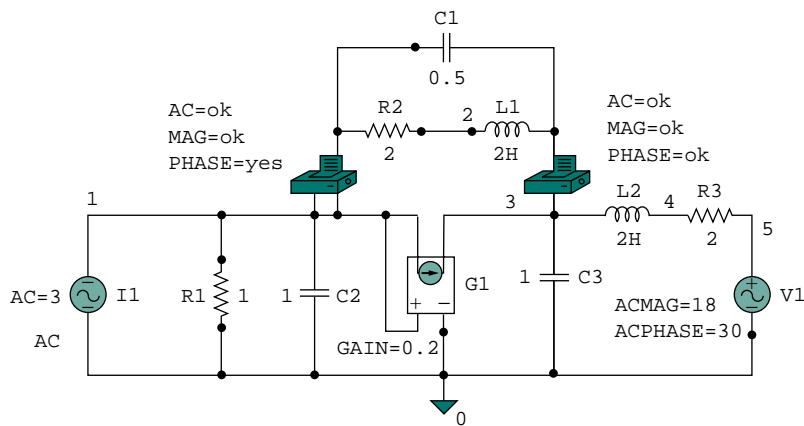 C1
0.5
AC=ok
MAG=ok
PHASE=yes
R2
2
2
L1
2H
AC=ok
MAG=ok
PHASE=ok
1
3
L2
2H
4
R3
2
5
AC=3
I1
AC
R1
1
1
C2
+
−
G1
GAIN=0.2
1
C3
ACMAG=18
ACPHASE=30
V1
0